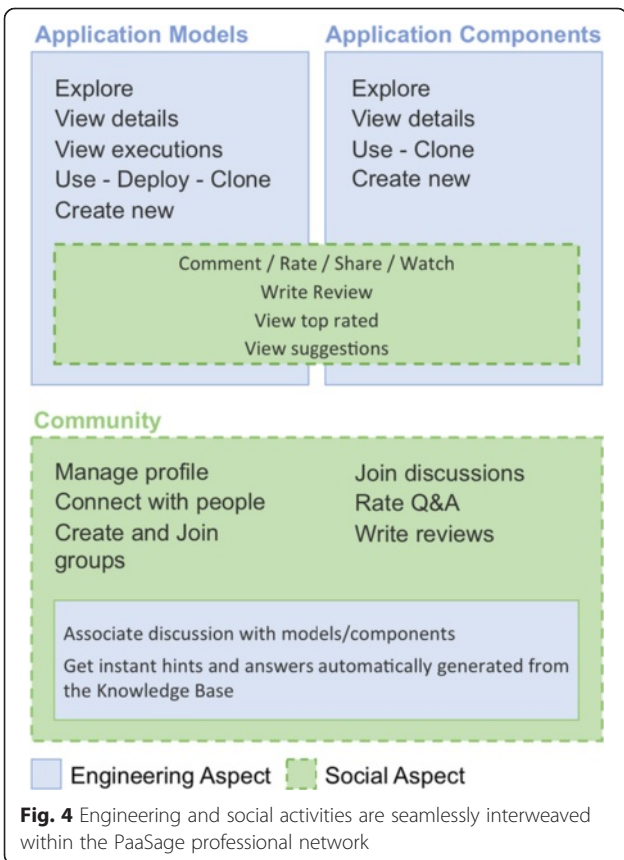 Application Models
Application Components
Explore
View details
View executions
Use - Deploy - Clone
Create new
Explore
View details
Use - Clone
Create new
Comment / Rate / Share / Watch
Write Review
View top rated
View suggestions
Community
Manage profile
Connect with people
Create and Join
groups
Join discussions
Rate Q&A
Write reviews
Associate discussion with models/components
Get instant hints and answers automatically generated from
the Knowledge Base
Engineering Aspect
Social Aspect
Fig. 4 Engineering and social activities are seamlessly interweaved
within the PaaSage professional network